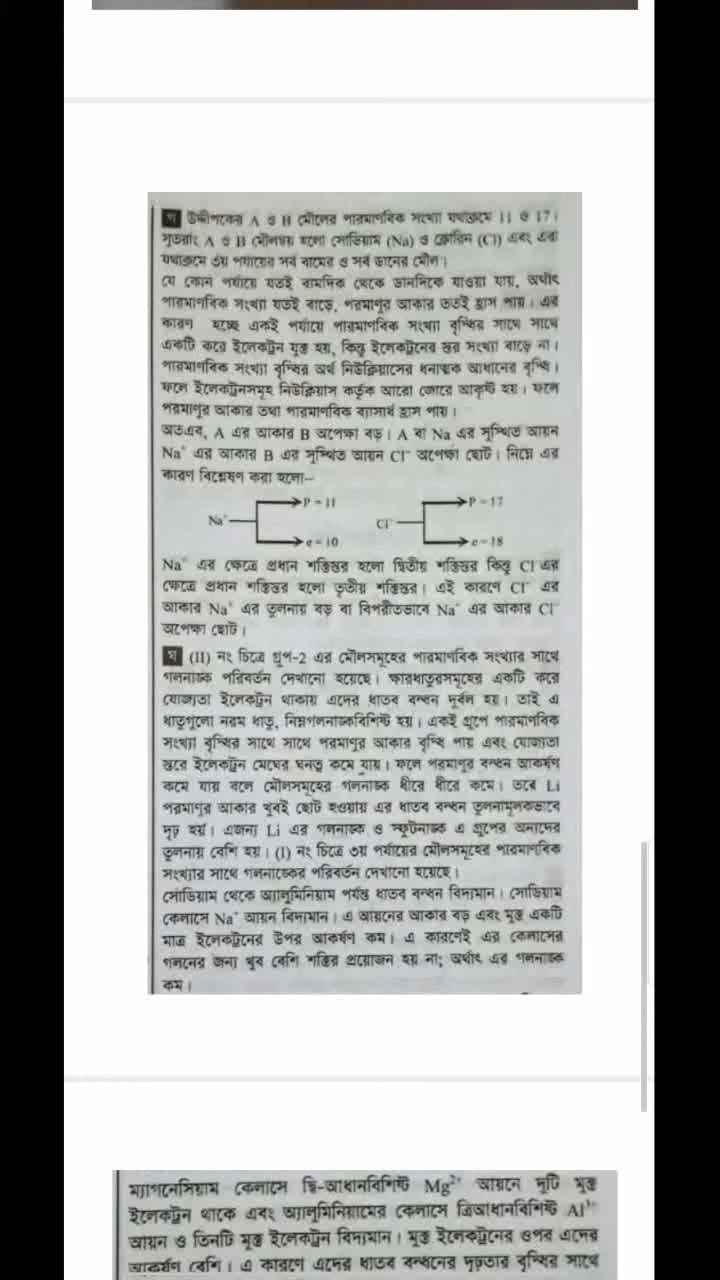 গ উদ্দীপকের A ও B মৌলের পারমাণবিক সংখ্যা যথাক্রমে 11 ও 17।
সুতরাং A ও B মৌলদ্বয় হলো সোডিয়াম (Na) ও ক্লোরিন (Cl) এবং এরা
যথাক্রমে ৩য় পর্যায়ের সর্ব বামের ও সর্ব ডানের মৌল।
যে কোন পর্যায়ে যতই বামদিক থেকে ডানদিকে যাওয়া যায়, অর্থাৎ
পারমাণবিক সংখ্যা যতই বাড়ে, পরমাণুর আকার ততই হ্রাস পায়। এর
কারণ হচ্ছে একই পর্যায়ে পারমাণবিক সংখ্যা বৃদ্ধির সাথে সাথে
একটি করে ইলেকট্রন যুক্ত হয়, কিন্তু ইলেকট্রনের স্তর সংখ্যা বাড়ে না।
পারমাণবিক সংখ্যা বৃদ্ধির অর্থ নিউক্লিয়াসের ধনাত্মক আধানের বৃদ্ধি।
ফলে ইলেকট্রনসমূহ নিউক্লিয়াস কর্তৃক আরো জোরে আকৃষ্ট হয়। ফলে
পরমাণুর আকার তথা পারমাণবিক ব্যাসার্ধ হ্রাস পায়।
অতএব, A এর আকার B অপেক্ষা বড়। A বা Na এর সুস্থিত আয়ন
Na⁺ এর আকার B এর সুস্থিত আয়ন Cl⁻ অপেক্ষা ছোট। নিম্নে এর
কারণ বিশ্লেষণ করা হলো–
P = 11 P = 17
Na⁺ Cl⁻
e = 10 e = 18
Na⁺ এর ক্ষেত্রে প্রধান শক্তিস্তর হলো দ্বিতীয় শক্তিস্তর কিন্তু Cl এর
ক্ষেত্রে প্রধান শক্তিস্তর হলো তৃতীয় শক্তিস্তর। এই কারণে Cl⁻ এর
আকার Na⁺ এর তুলনায় বড় বা বিপরীতভাবে Na⁺ এর আকার Cl⁻
অপেক্ষা ছোট।
ঘ (II) নং চিত্রে গ্রুপ-2 এর মৌলসমূহের পারমাণবিক সংখ্যার সাথে
গলনাঙ্ক পরিবর্তন দেখানো হয়েছে। ক্ষারধাতুরসমূহের একটি করে
যোজ্যতা ইলেকট্রন থাকায় এদের ধাতব বন্ধন দুর্বল হয়। তাই এ
ধাতুগুলো নরম ধাতু, নিম্নগলনাঙ্কবিশিষ্ট হয়। একই গ্রুপে পারমাণবিক
সংখ্যা বৃদ্ধির সাথে সাথে পরমাণুর আকার বৃদ্ধি পায় এবং যোজ্যতা
স্তরে ইলেকট্রন মেঘের ঘনত্ব কমে যায়। ফলে পরমাণুর বন্ধন আকর্ষণ
কমে যায় বলে মৌলসমূহের গলনাঙ্ক ধীরে ধীরে কমে। তবে Li
পরমাণুর আকার খুবই ছোট হওয়ায় এর ধাতব বন্ধন তুলনামূলকভাবে
দৃঢ় হয়। এজন্য Li এর গলনাঙ্ক ও স্ফুটনাঙ্ক এ গ্রুপের অন্যদের
তুলনায় বেশি হয়। (I) নং চিত্রে ৩য় পর্যায়ের মৌলসমূহের পারমাণবিক
সংখ্যার সাথে গলনাঙ্কের পরিবর্তন দেখানো হয়েছে।
সোডিয়াম থেকে অ্যালুমিনিয়াম পর্যন্ত ধাতব বন্ধন বিদ্যমান। সোডিয়াম
কেলাসে Na⁺ আয়ন বিদ্যমান। এ আয়নের আকার বড় এবং মুক্ত একটি
মাত্র ইলেকট্রনের উপর আকর্ষণ কম। এ কারণেই এর কেলাসের
গলনের জন্য খুব বেশি শক্তির প্রয়োজন হয় না; অর্থাৎ এর গলনাঙ্ক
কম।
ম্যাগনেসিয়াম কেলাসে দ্বি-আধানবিশিষ্ট Mg²⁺ আয়নে দুটি মুক্ত
ইলেকট্রন থাকে এবং অ্যালুমিনিয়ামের কেলাসে ত্রিআধানবিশিষ্ট Al³⁺
আয়ন ও তিনটি মুক্ত ইলেকট্রন বিদ্যমান। মুক্ত ইলেকট্রনের ওপর এদের
আকর্ষণ বেশি। এ কারণে এদের ধাতব বন্ধনের দৃঢ়তার বৃদ্ধির সাথে